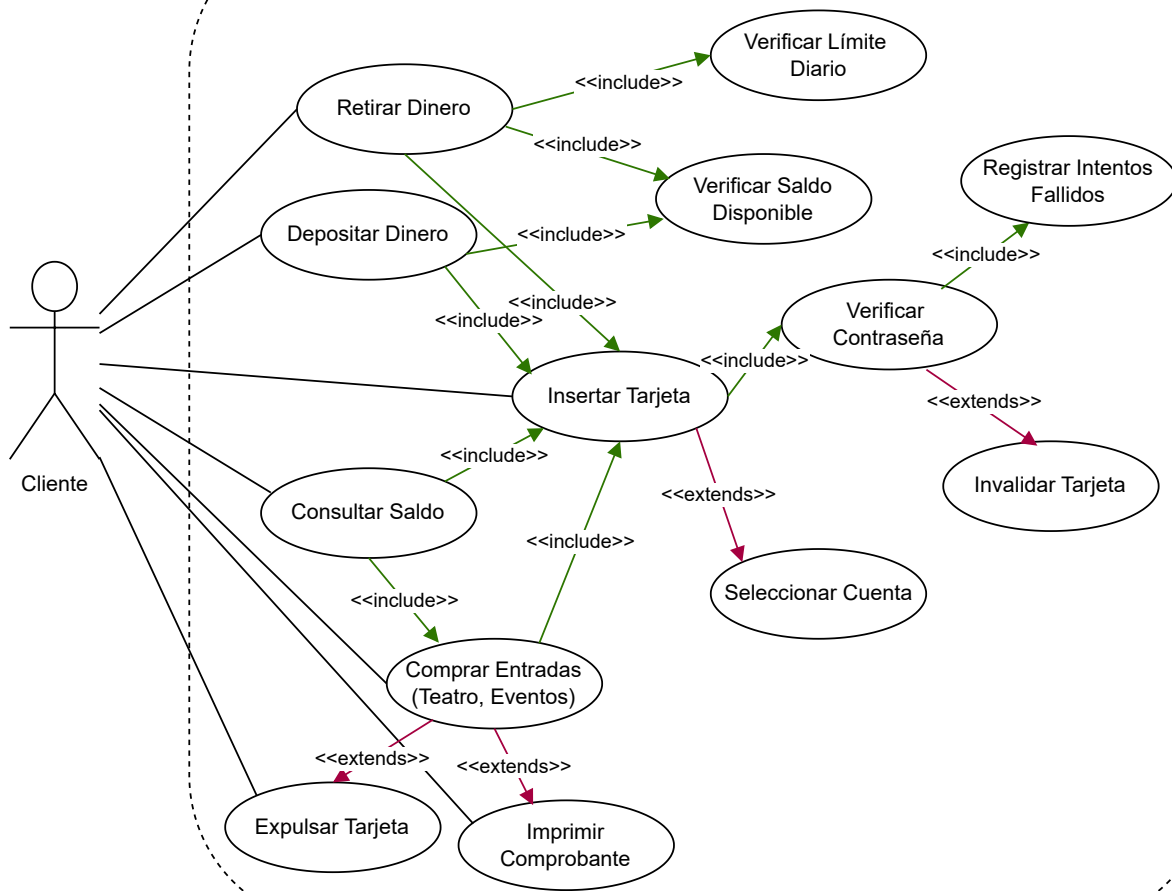 Verificar Límite
Diario
<<include>>
Retirar Dinero
<<include>>
Registrar Intentos
Fallidos
Verificar Saldo
Disponible
Depositar Dinero
<<include>>
<<include>>
<<include>>
<<include>>
Verificar
Contraseña
<<include>>
Insertar Tarjeta
<<extends>>
<<include>>
Cliente
Invalidar Tarjeta
<<extends>>
Consultar Saldo
<<include>>
Seleccionar Cuenta
<<include>>
Comprar Entradas
(Teatro, Eventos)
<<extends>>
<<extends>>
Expulsar Tarjeta
Imprimir
Comprobante